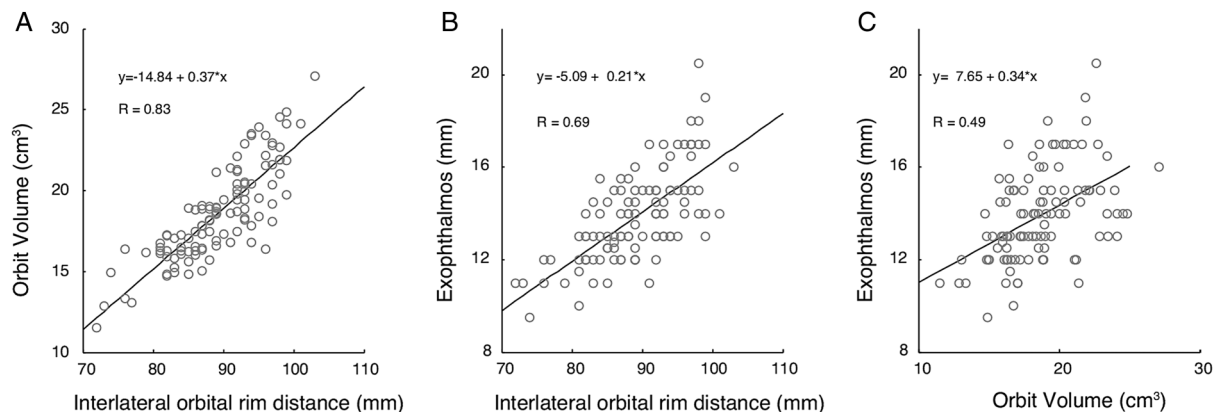 A
Orbit Volume (cm³)
30
25
20
15
10
y=-14.84 + 0.37*x
R = 0.83
70 80 90 100 110
Interlateral orbital rim distance (mm)
B
Exophthalmos (mm)
20
16
12
8
y= -5.09 + 0.21*x
R = 0.69
70 80 90 100 110
Interlateral orbital rim distance (mm)
C
Exophthalmos (mm)
20
16
12
8
y= 7.65 + 0.34*x
R = 0.49
10 20 30
Orbit Volume (cm³)